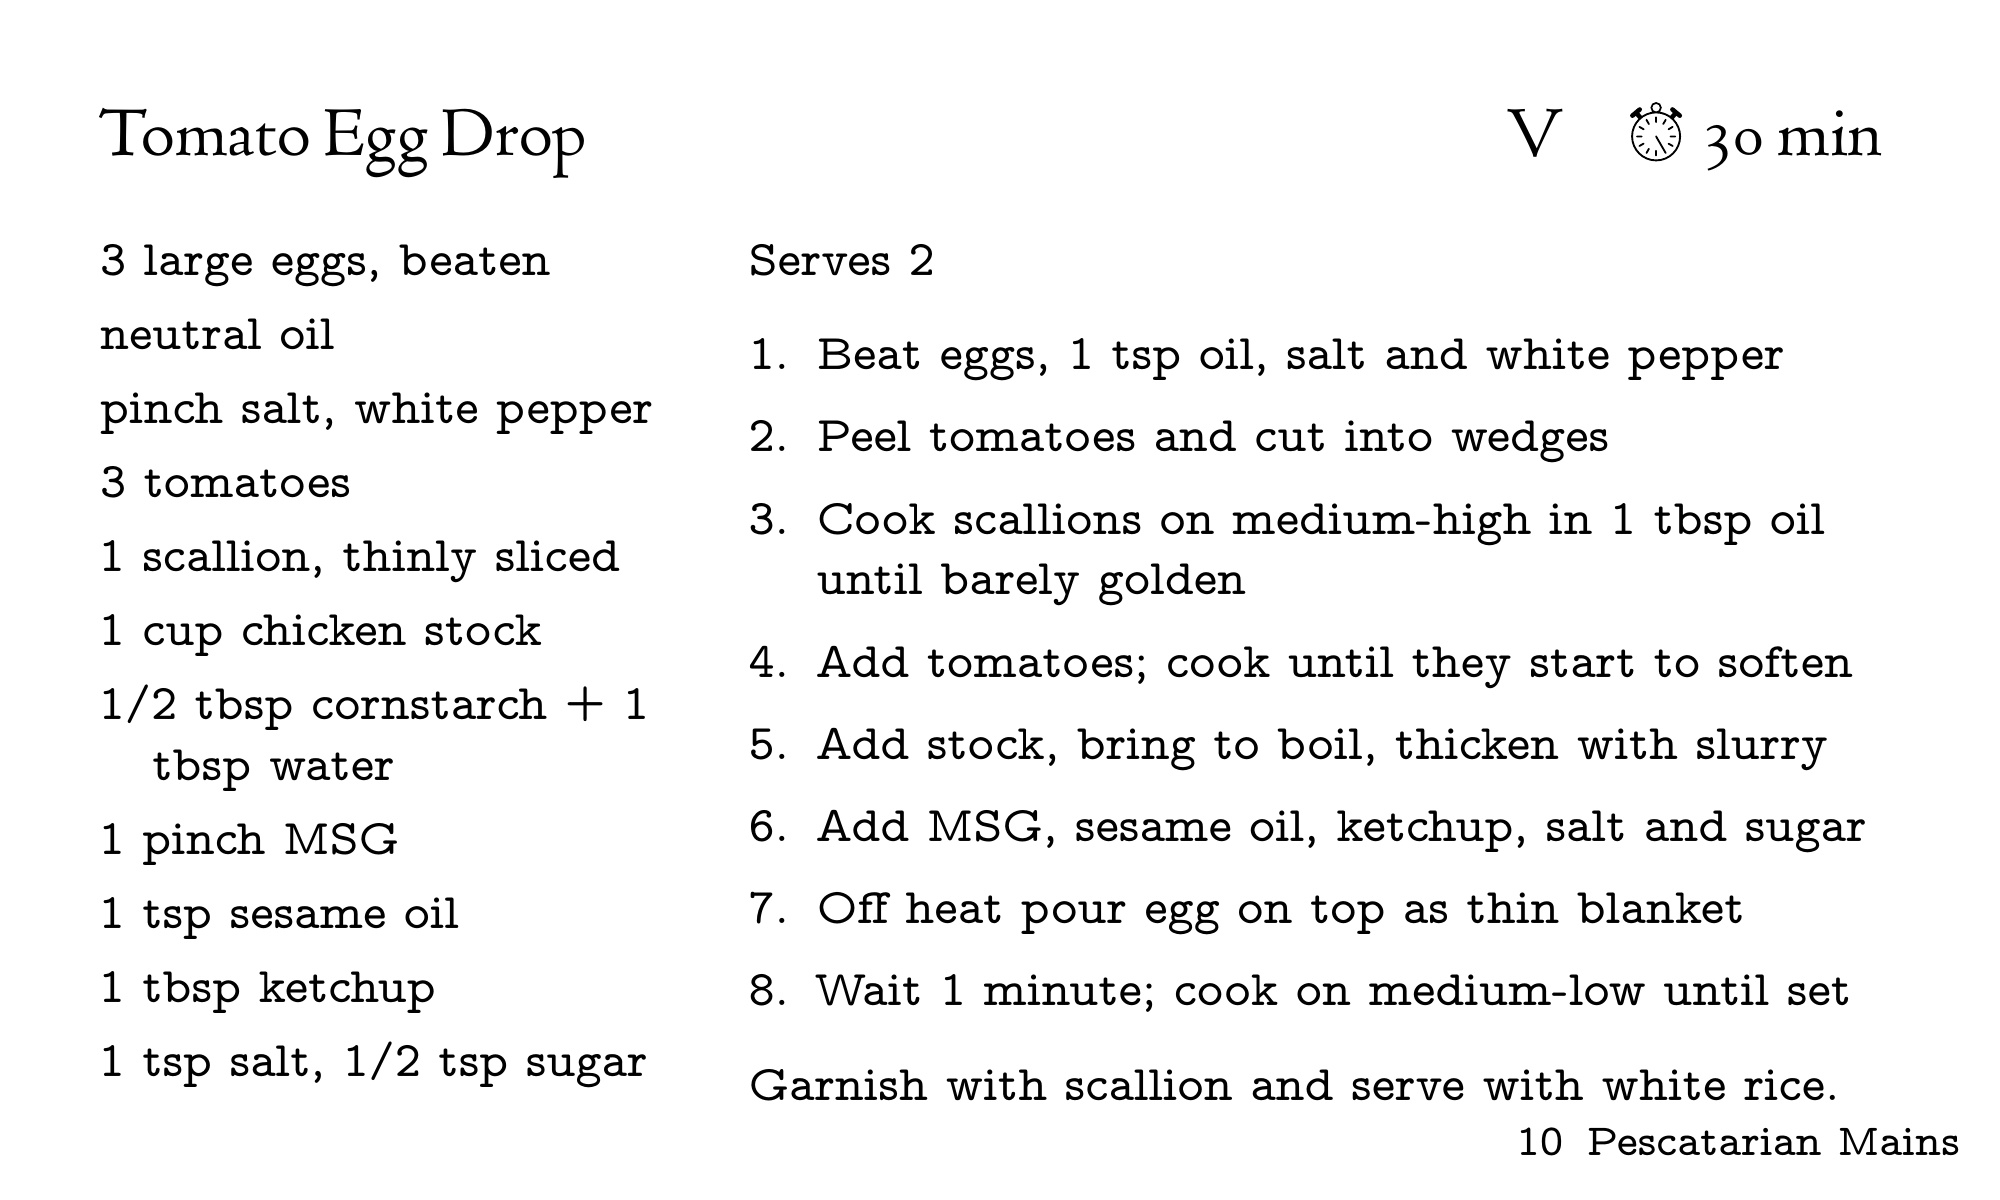 Tomato Egg Drop
V 30 min
3 large eggs, beaten
neutral oil
pinch salt, white pepper
3 tomatoes
1 scallion, thinly sliced
1 cup chicken stock
1/2 tbsp cornstarch + 1
tbsp water
1 pinch MSG
1 tsp sesame oil
1 tbsp ketchup
1 tsp salt, 1/2 tsp sugar
Serves 2
1. Beat eggs, 1 tsp oil, salt and white pepper
2. Peel tomatoes and cut into wedges
3. Cook scallions on medium-high in 1 tbsp oil
until barely golden
4. Add tomatoes; cook until they start to soften
5. Add stock, bring to boil, thicken with slurry
6. Add MSG, sesame oil, ketchup, salt and sugar
7. Off heat pour egg on top as thin blanket
8. Wait 1 minute; cook on medium-low until set
Garnish with scallion and serve with white rice.
10 Pescatarian Mains